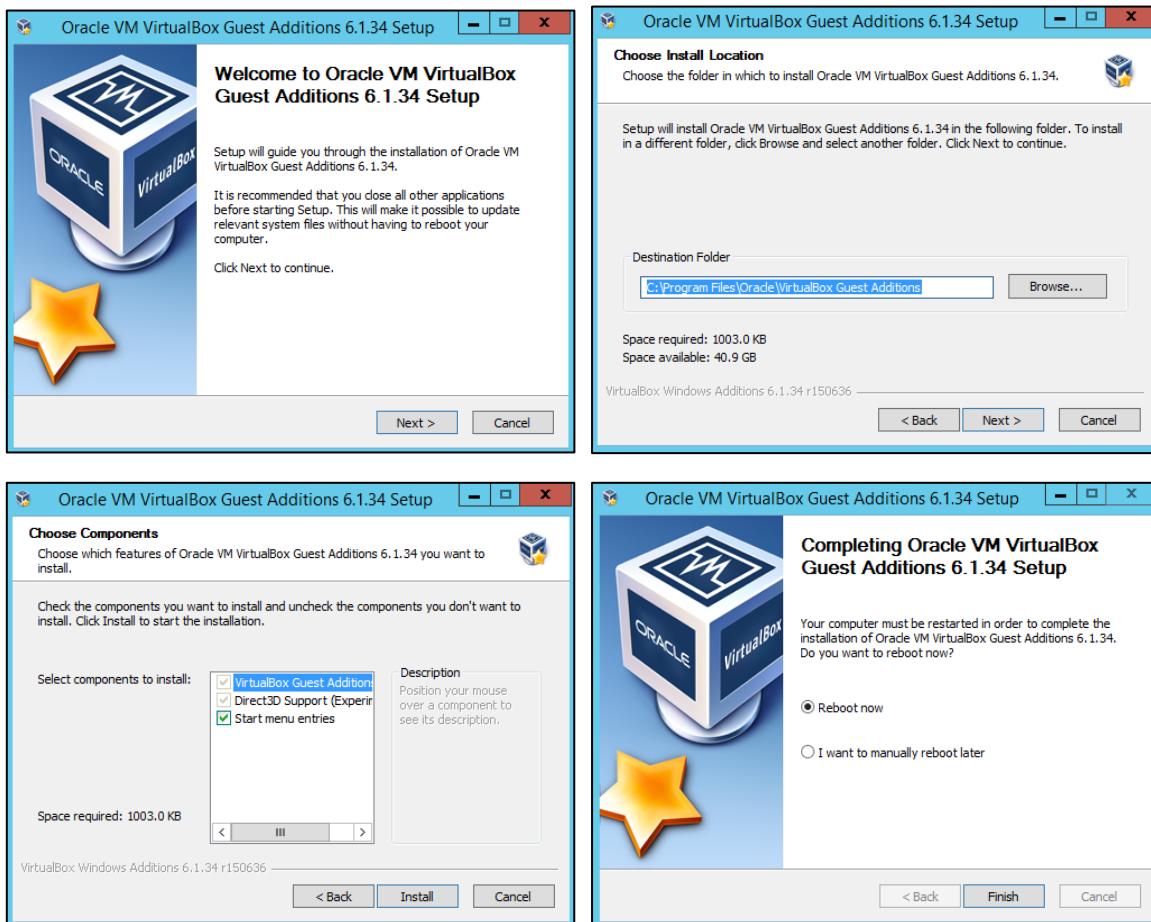 Oracle VM VirtualBox Guest Additions 6.1.34 Setup
ORACLE
VirtualBox
Welcome to Oracle VM VirtualBox
Guest Additions 6.1.34 Setup
Setup will guide you through the installation of Oracle VM
VirtualBox Guest Additions 6.1.34.
It is recommended that you close all other applications
before starting Setup. This will make it possible to update
relevant system files without having to reboot your
computer.
Click Next to continue.
Next >
Cancel
Oracle VM VirtualBox Guest Additions 6.1.34 Setup
Choose Install Location
Choose the folder in which to install Oracle VM VirtualBox Guest Additions 6.1.34.
Setup will install Oracle VM VirtualBox Guest Additions 6.1.34 in the following folder. To install
in a different folder, click Browse and select another folder. Click Next to continue.
Destination Folder
C:\Program Files\Oracle\VirtualBox Guest Additions
Browse...
Space required: 1003.0 KB
Space available: 40.9 GB
VirtualBox Windows Additions 6.1.34 r150636
< Back
Next >
Cancel
Oracle VM VirtualBox Guest Additions 6.1.34 Setup
Choose Components
Choose which features of Oracle VM VirtualBox Guest Additions 6.1.34 you want to
install.
Check the components you want to install and uncheck the components you don't want to
install. Click Install to start the installation.
Select components to install:
VirtualBox Guest Additions
Direct3D Support (Experir
Start menu entries
Description
Position your mouse
over a component to
see its description.
Space required: 1003.0 KB
VirtualBox Windows Additions 6.1.34 r150636
< Back
Install
Cancel
Oracle VM VirtualBox Guest Additions 6.1.34 Setup
ORACLE
VirtualBox
Completing Oracle VM VirtualBox
Guest Additions 6.1.34 Setup
Your computer must be restarted in order to complete the
installation of Oracle VM VirtualBox Guest Additions 6.1.34.
Do you want to reboot now?
Reboot now
I want to manually reboot later
< Back
Finish
Cancel